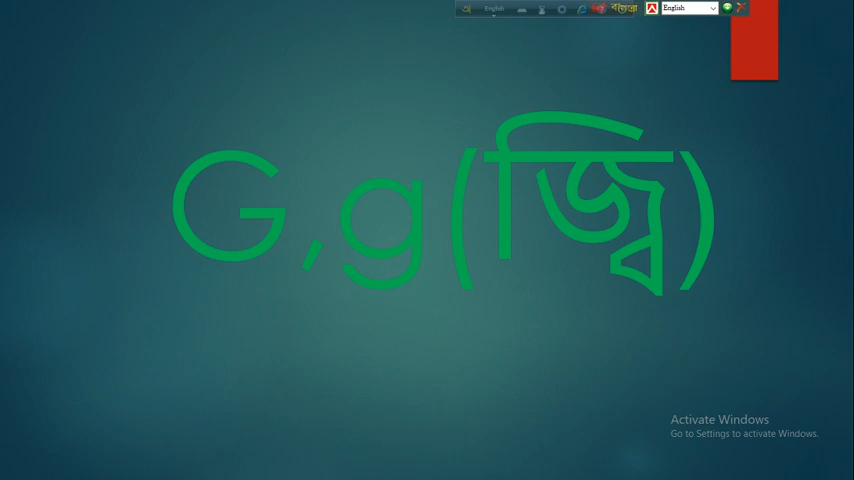 English English
G,g(জ্বি)
Activate Windows
Go to Settings to activate Windows.